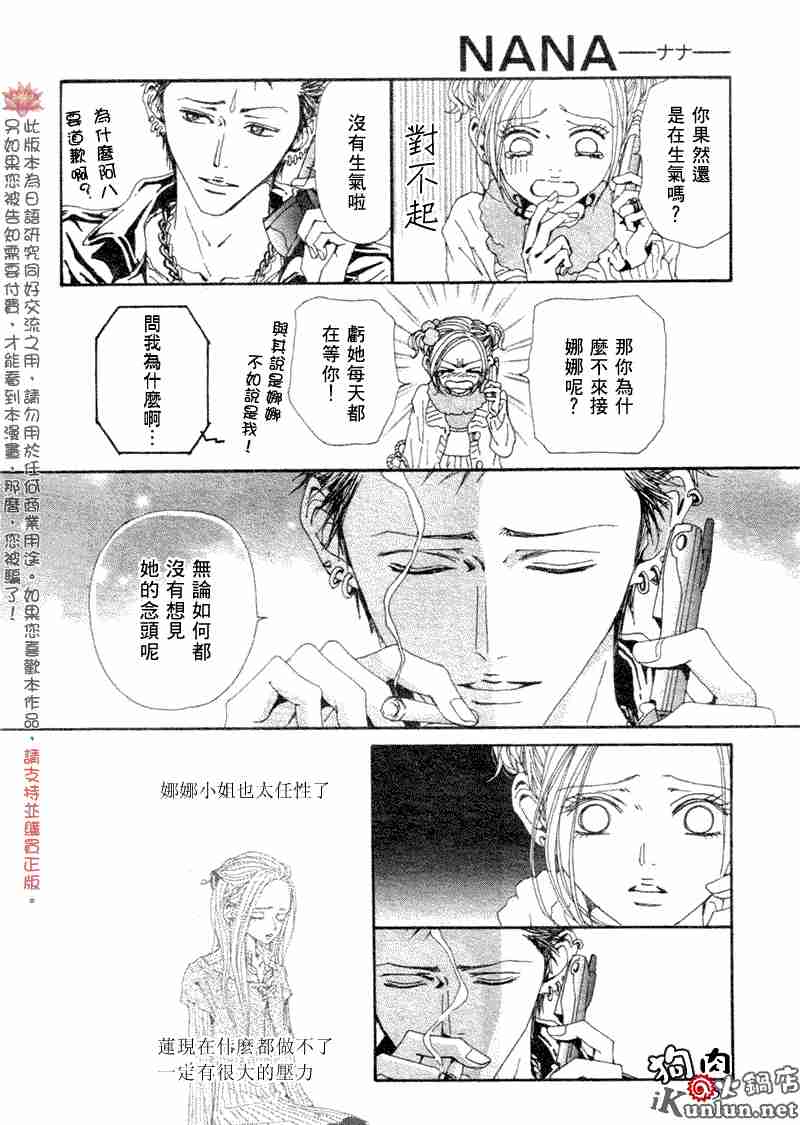 NANA——ナナ——
你果然還
是在生氣嗎？
對不起
沒有生氣啦
為什麼阿八
要道歉啊？
那你為什
麼不來接
娜娜呢？
虧她每天都
在等你！
與其說是娜娜
不如說是我！
問我為什麼啊…
無論如何都
沒有想見
她的念頭呢
娜娜小姐也太任性了
蓮現在什麼都做不了
一定有很大的壓力
此版本為日語研究同好交流之用，請勿用於任何商業用途。如果您喜歡本作品，請支持並購買正版。
另如果您被告知需要付費，才能看到本漫畫，那麼，您被騙了！
狗肉火鍋店
iKunlun.net